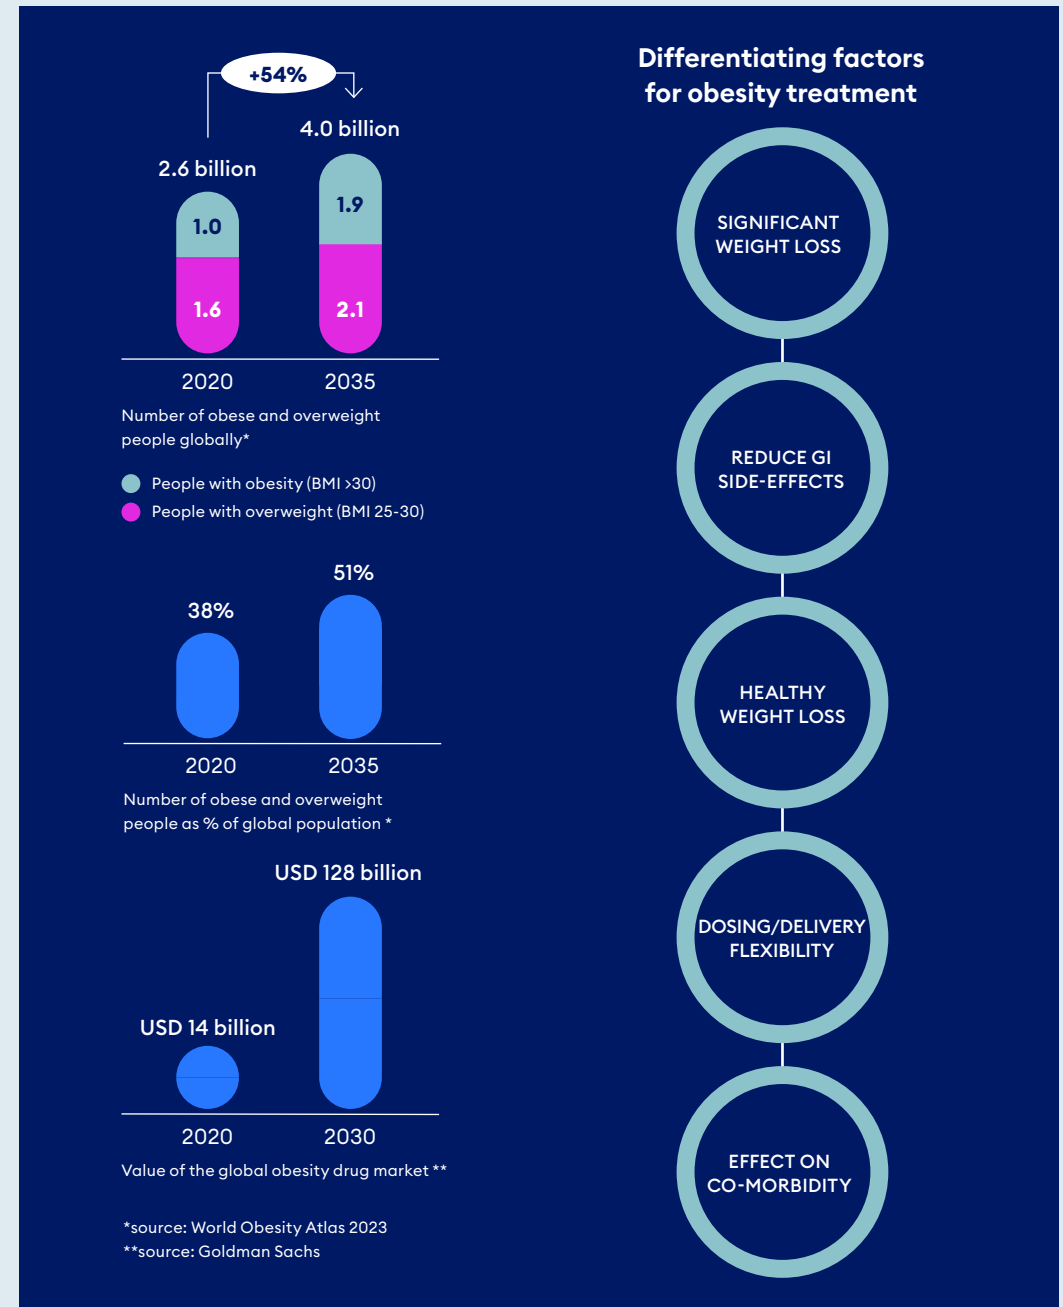 +54%
4.0 billion
2.6 billion
1.9
1.0
1.6
2.1
2020
2035
Number of obese and overweight
people globally*
People with obesity (BMI >30)
People with overweight (BMI 25-30)
51%
38%
2020
2035
Number of obese and overweight
people as % of global population *
USD 128 billion
USD 14 billion
2020
2030
Value of the global obesity drug market **
*source: World Obesity Atlas 2023
**source: Goldman Sachs
Differentiating factors
for obesity treatment
SIGNIFICANT
WEIGHT LOSS
REDUCE GI
SIDE-EFFECTS
HEALTHY
WEIGHT LOSS
DOSING/DELIVERY
FLEXIBILITY
EFFECT ON
CO-MORBIDITY